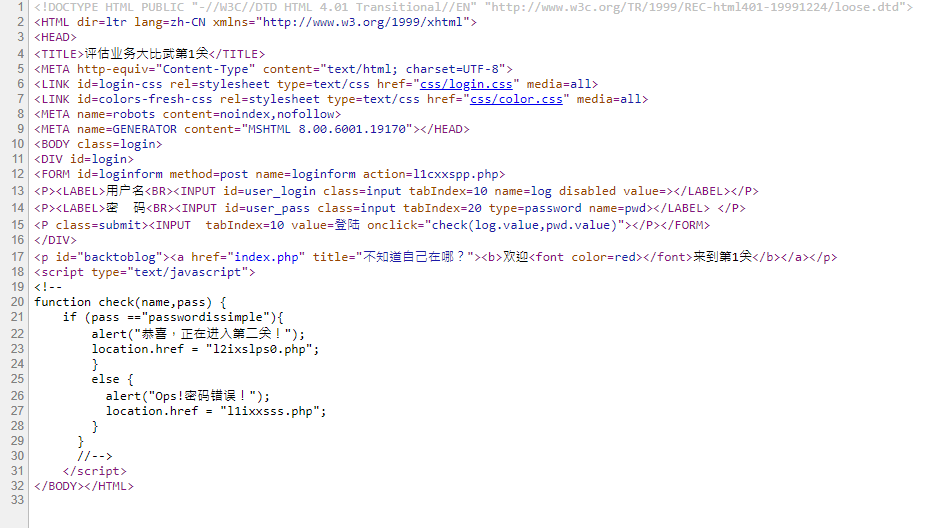 1 <!DOCTYPE HTML PUBLIC "-//W3C//DTD HTML 4.01 Transitional//EN" "http://www.w3c.org/TR/1999/REC-html401-19991224/loose.dtd">
2 <HTML dir=ltr lang=zh-CN xmlns="http://www.w3.org/1999/xhtml">
3 <HEAD>
4 <TITLE>评估业务大比武第1关</TITLE>
5 <META http-equiv="Content-Type" content="text/html; charset=UTF-8">
6 <LINK id=login-css rel=stylesheet type=text/css href="css/login.css" media=all>
7 <LINK id=colors-fresh-css rel=stylesheet type=text/css href="css/color.css" media=all>
8 <META name=robots content=noindex,nofollow>
9 <META name=GENERATOR content="MSHTML 8.00.6001.19170"></HEAD>
10 <BODY class=login>
11 <DIV id=login>
12 <FORM id=loginform method=post name=loginform action=l1cxxspp.php>
13 <P><LABEL>用户名<BR><INPUT id=user_login class=input tabIndex=10 name=log disabled value=></LABEL></P>
14 <P><LABEL>密  码<BR><INPUT id=user_pass class=input tabIndex=20 type=password name=pwd></LABEL> </P>
15 <P class=submit><INPUT  tabIndex=10 value=登陆 onclick="check(log.value,pwd.value)"></P></FORM>
16 </DIV>
17 <p id="backtoblog"><a href="index.php" title="不知道自己在哪？"><b>欢迎<font color=red></font>来到第1关</b></a></p>
18 <script type="text/javascript">
19 <!--
20 function check(name,pass) {
21     if (pass =="passwordissimple"){
22         alert("恭喜，正在进入第二关！");
23         location.href = "l2ixslps0.php";
24         }
25         else {
26           alert("Ops!密码错误！");
27           location.href = "l1ixxsss.php";
28         }
29       }
30       //-->
31     </script>
32 </BODY></HTML>
33